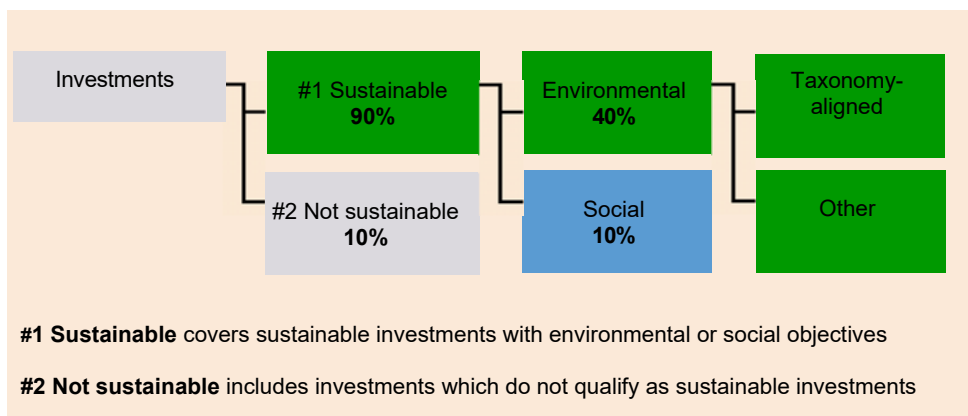 Investments
#1 Sustainable
90%
Environmental
40%
Taxonomy-
aligned
#2 Not sustainable
10%
Social
10%
Other
#1 Sustainable covers sustainable investments with environmental or social objectives
#2 Not sustainable includes investments which do not qualify as sustainable investments